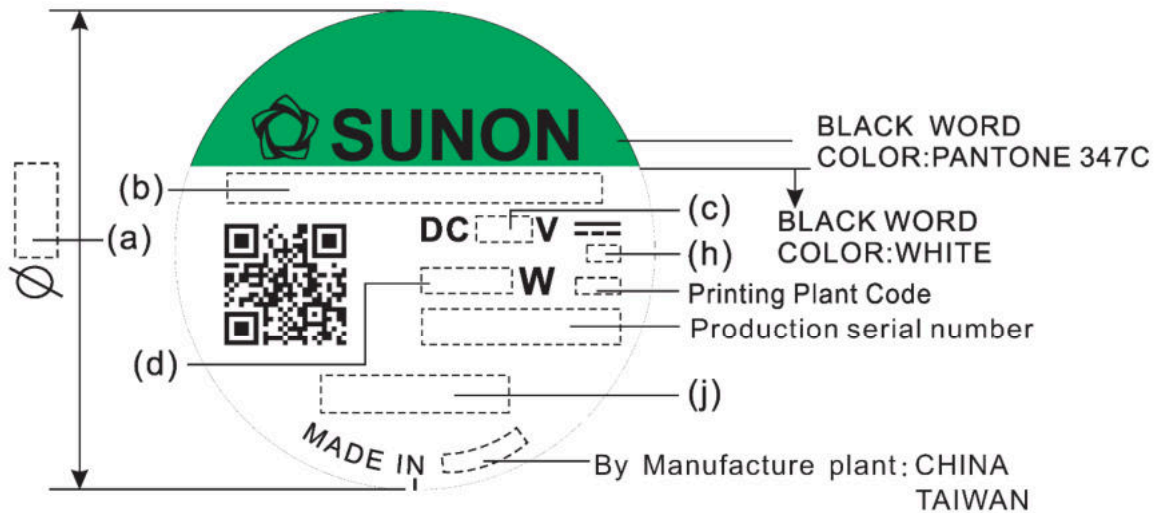 SUNON
BLACK WORD
COLOR:PANTONE 347C
(b)
(c)
DC V
(a)
BLACK WORD
COLOR:WHITE
(h)
W
Printing Plant Code
Production serial number
(d)
(j)
Ø
MADE IN
By Manufacture plant: CHINA
TAIWAN